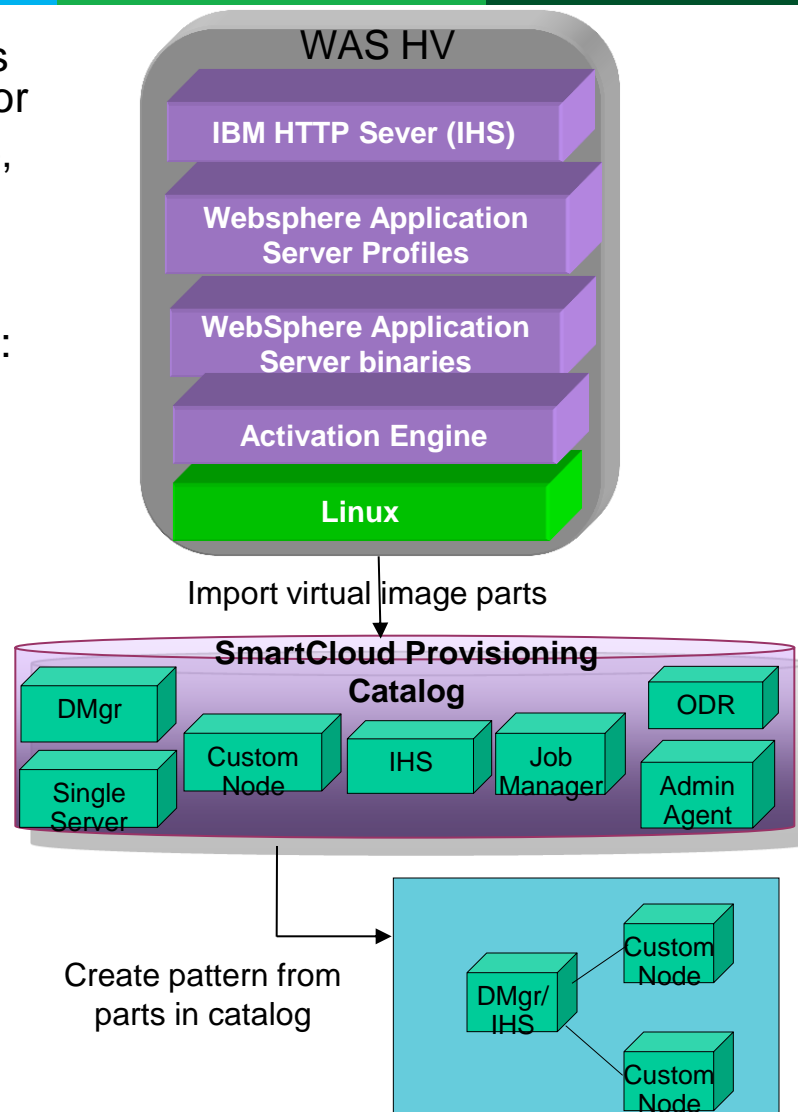 s
or
,
:
WAS HV
IBM HTTP Sever (IHS)
Websphere Application
Server Profiles
WebSphere Application
Server binaries
Activation Engine
Linux
Import virtual image parts
SmartCloud Provisioning
Catalog
DMgr
Single
Server
Custom
Node
IHS
Job
Manager
ODR
Admin
Agent
Create pattern from
parts in catalog
DMgr/
IHS
Custom
Node
Custom
Node